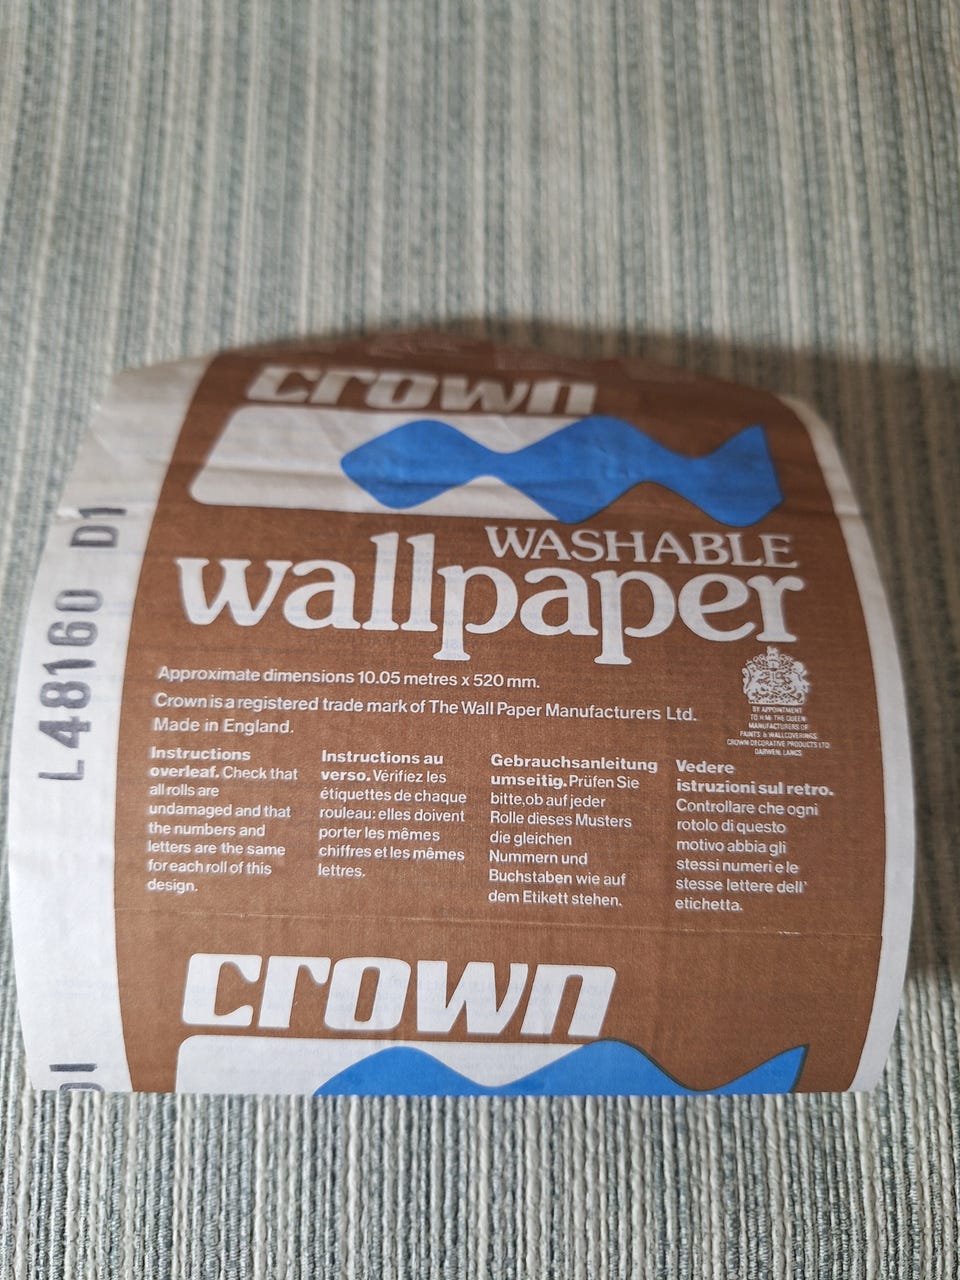 crown
WASHABLE
wallpaper
Approximate dimensions 10.05 metres x 520 mm.
Crown is a registered trade mark of The Wall Paper Manufacturers Ltd.
Made in England.
BY APPOINTMENT
TO H.M. THE QUEEN
MANUFACTURERS OF
PAINTS & WALLCOVERINGS
CROWN DECORATIVE PRODUCTS LTD
DARWEN, LANCS
Instructions
overleaf. Check that
all rolls are
undamaged and that
the numbers and
letters are the same
for each roll of this
design.
Instructions au
verso. Vérifiez les
étiquettes de chaque
rouleau: elles doivent
porter les mêmes
chiffres et les mêmes
lettres.
Gebrauchsanleitung
umseitig. Prüfen Sie
bitte, ob auf jeder
Rolle dieses Musters
die gleichen
Nummern und
Buchstaben wie auf
dem Etikett stehen.
Vedere
istruzioni sul retro.
Controllare che ogni
rotolo di questo
motivo abbia gli
stessi numeri e le
stesse lettere dell'
etichetta.
crown
L48160 D1
D1